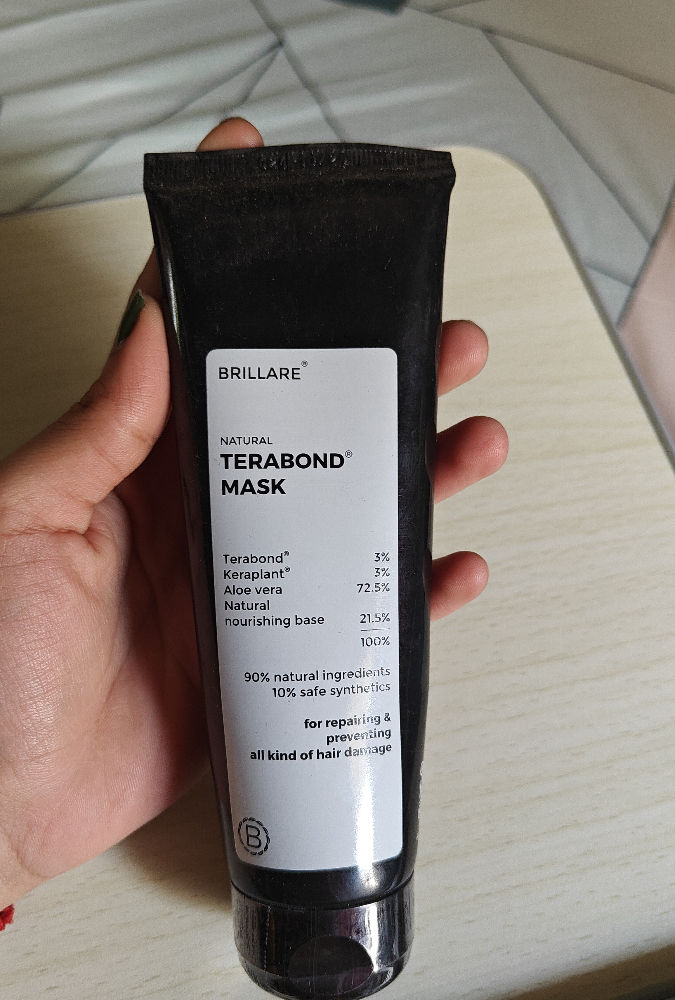 BRILLARE®
NATURAL
TERABOND®
MASK
Terabond® 3%
Keraplant® 3%
Aloe vera 72.5%
Natural
nourishing base 21.5%
100%
90% natural ingredients
10% safe synthetics
for repairing &
preventing
all kind of hair damage
B